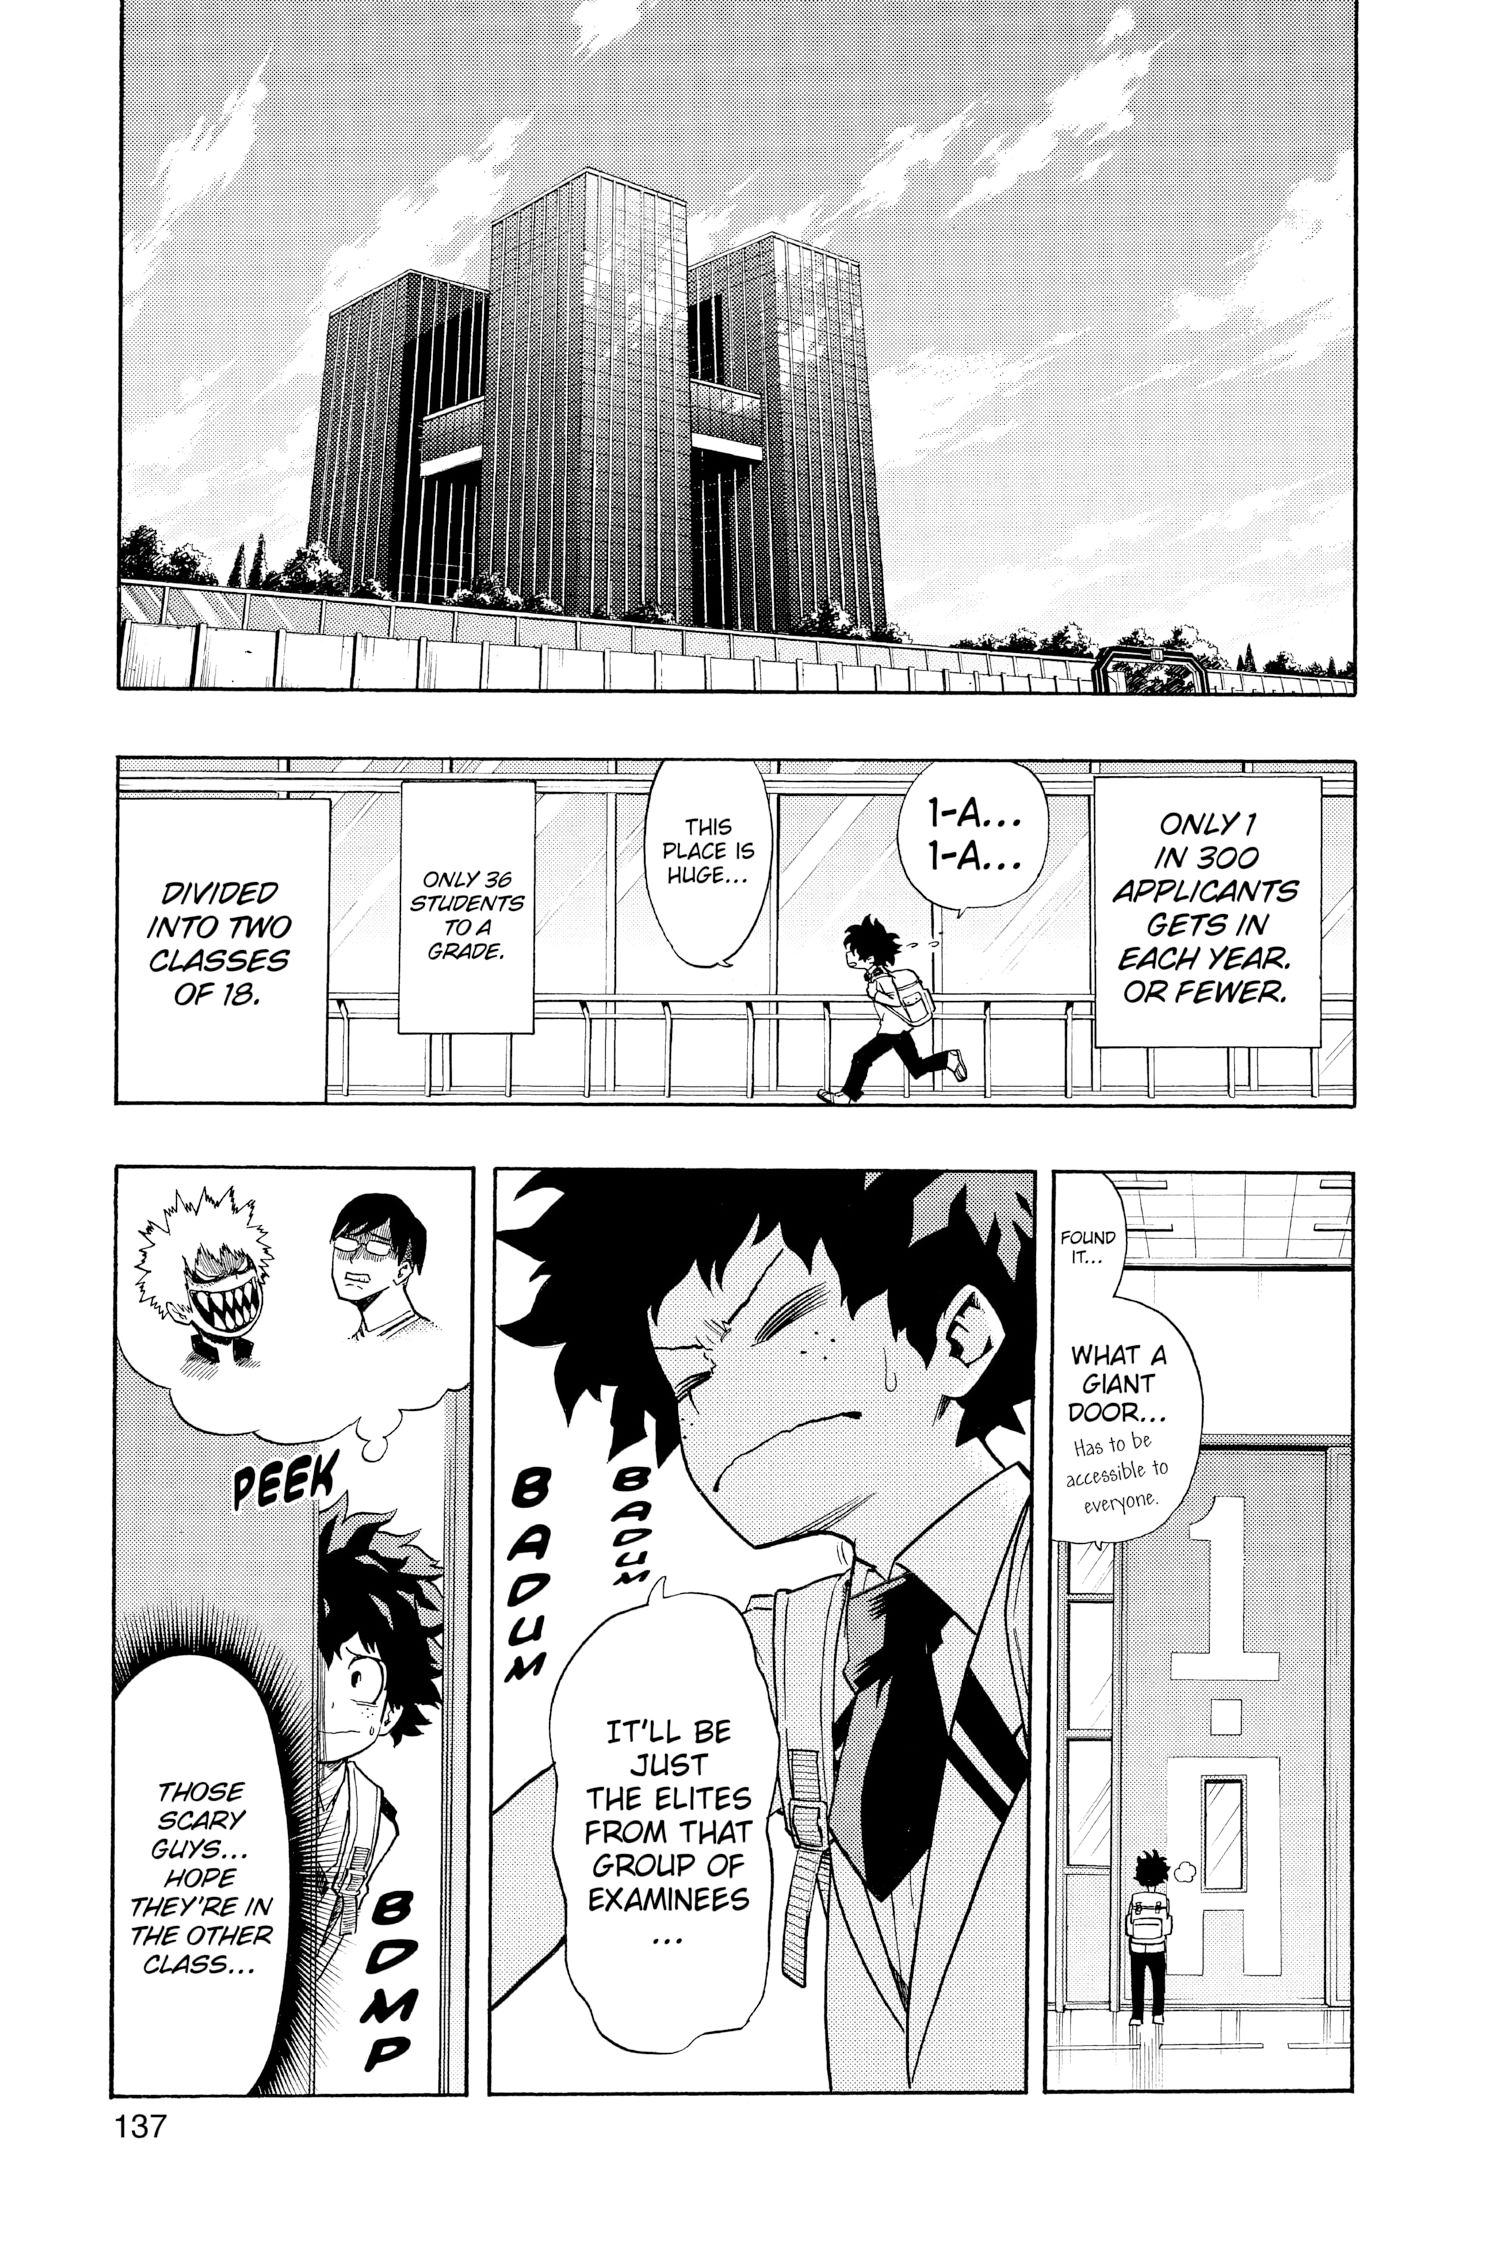 ONLY 1
IN 300
APPLICANTS
GETS IN
EACH YEAR.
OR FEWER.
1-A...
1-A...
THIS
PLACE IS
HUGE...
ONLY 36
STUDENTS
TO A
GRADE.
DIVIDED
INTO TWO
CLASSES
OF 18.
FOUND
IT...
WHAT A
GIANT
DOOR...
Has to be
accessible to
everyone.
1-A
BADUM
BADUM
IT'LL BE
JUST
THE ELITES
FROM THAT
GROUP OF
EXAMINEES
...
PEEK
THOSE
SCARY
GUYS...
HOPE
THEY'RE IN
THE OTHER
CLASS...
BDMP
137